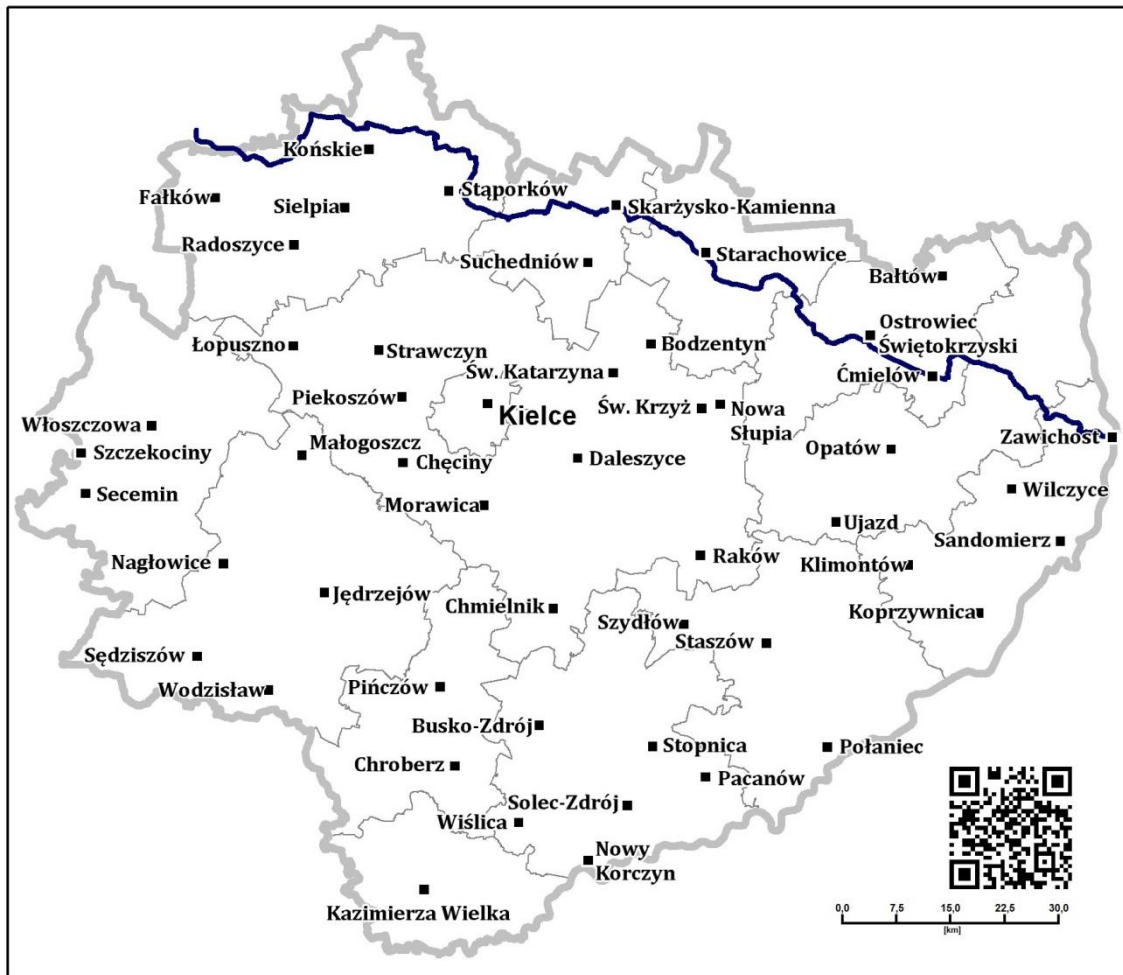 Końskie
Fałków
Sielpia
Stąporków
Skarżysko-Kamienna
Radoszyce
Suchedniów
Starachowice
Bałtów
Łopuszno
Strawczyn
Bodzentyn
Ostrowiec
Świętokrzyski
Św. Katarzyna
Ćmielów
Piekoszów
Kielce
Św. Krzyż
Nowa
Słupia
Włoszczowa
Małogoszcz
Zawichost
Szczekociny
Chęciny
Daleszyce
Opatów
Secemin
Morawica
Wilczyce
Ujazd
Sandomierz
Nagłowice
Raków
Klimontów
Jędrzejów
Chmielnik
Koprzywnica
Szydłów
Staszów
Sędziszów
Wodzisław
Pińczów
Busko-Zdrój
Stopnica
Połaniec
Chroberz
Pacanów
Solec-Zdrój
Wiślica
Nowy
Korczyn
Kazimierza Wielka
0,0 7,5 15,0 22,5 30,0
[km]